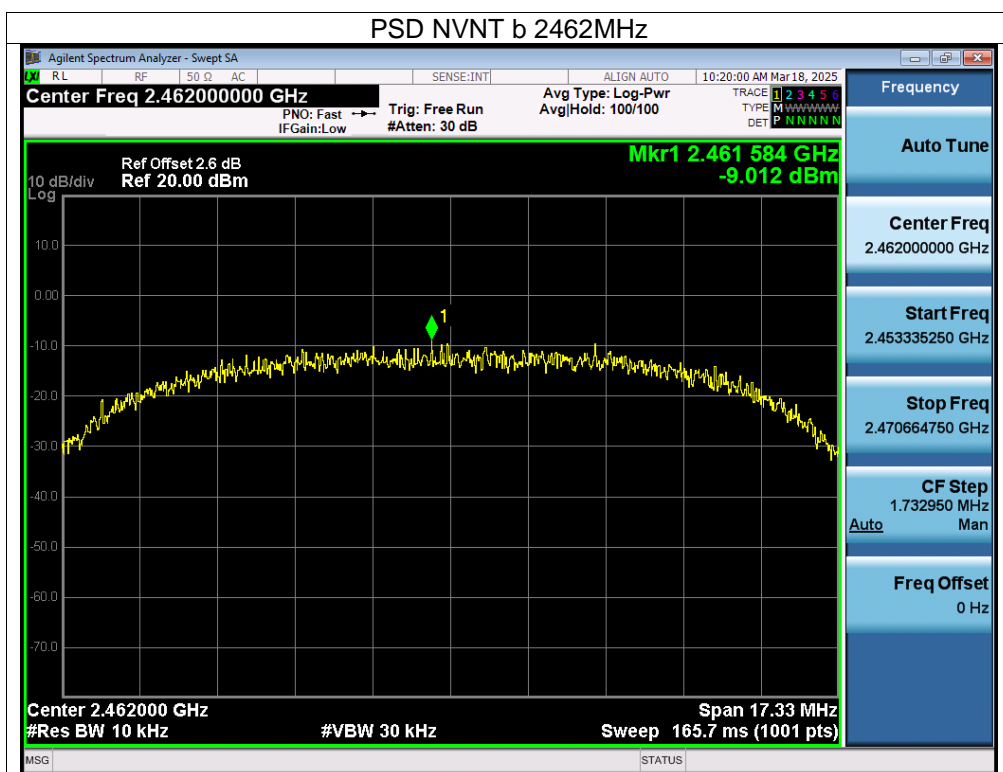 PSD NVNT b 2462MHz
Agilent Spectrum Analyzer - Swept SA
LXI RL RF 50 Ω AC SENSE:INT ALIGN AUTO 10:20:00 AM Mar 18, 2025
Center Freq 2.462000000 GHz
PNO: Fast
IFGain:Low
Trig: Free Run
#Atten: 30 dB
Avg Type: Log-Pwr
Avg|Hold: 100/100
TRACE 1 2 3 4 5 6
TYPE M W W W W W
DET P N N N N N
Mkr1 2.461 584 GHz
-9.012 dBm
Ref Offset 2.6 dB
10 dB/div Ref 20.00 dBm
Log
10.0
0.00
1
-10.0
-20.0
-30.0
-40.0
-50.0
-60.0
-70.0
Center 2.462000 GHz Span 17.33 MHz
#Res BW 10 kHz #VBW 30 kHz Sweep 165.7 ms (1001 pts)
MSG STATUS
Frequency
Auto Tune
Center Freq
2.462000000 GHz
Start Freq
2.453335250 GHz
Stop Freq
2.470664750 GHz
CF Step
1.732950 MHz
Auto Man
Freq Offset
0 Hz